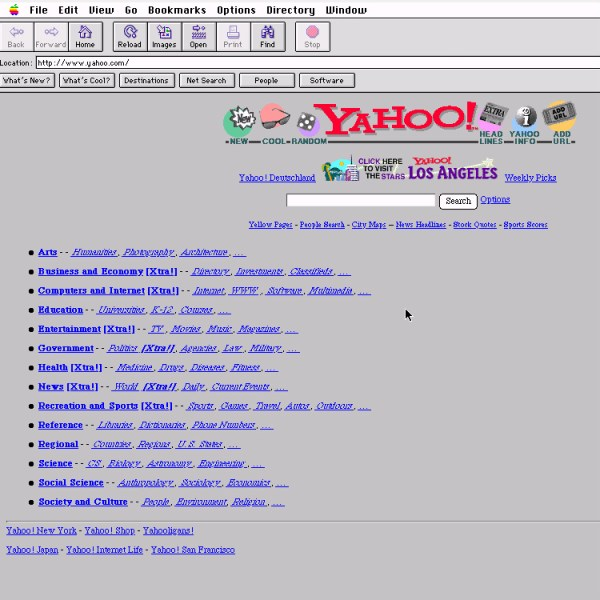 File Edit View Go Bookmarks Options Directory Window
Back Forward Home Reload Images Open Print Find Stop
Location: http://www.yahoo.com/
What's New? What's Cool? Destinations Net Search People Software
New EXTRA i ADD URL
YAHOO!
NEW COOL RANDOM HEAD LINES YAHOO INFO ADD URL
Yahoo! Deutschland CLICK HERE TO VISIT THE STARS YAHOO! LOS ANGELES Weekly Picks
Search Options
Yellow Pages - People Search - City Maps -- News Headlines - Stock Quotes - Sports Scores
Arts - - Humanities, Photography, Architecture, ...
Business and Economy [Xtra!] - - Directory, Investments, Classifieds, ...
Computers and Internet [Xtra!] - - Internet, WWW, Software, Multimedia, ...
Education - - Universities, K-12, Courses, ...
Entertainment [Xtra!] - - TV, Movies, Music, Magazines, ...
Government - - Politics [Xtra!], Agencies, Law, Military, ...
Health [Xtra!] - - Medicine, Drugs, Diseases, Fitness, ...
News [Xtra!] - - World [Xtra!], Daily, Current Events, ...
Recreation and Sports [Xtra!] - - Sports, Games, Travel, Autos, Outdoors, ...
Reference - - Libraries, Dictionaries, Phone Numbers, ...
Regional - - Countries, Regions, U.S. States, ...
Science - - CS, Biology, Astronomy, Engineering, ...
Social Science - - Anthropology, Sociology, Economics, ...
Society and Culture - - People, Environment, Religion, ...
Yahoo! New York - Yahoo! Shop - Yahooligans!
Yahoo! Japan - Yahoo! Internet Life - Yahoo! San Francisco